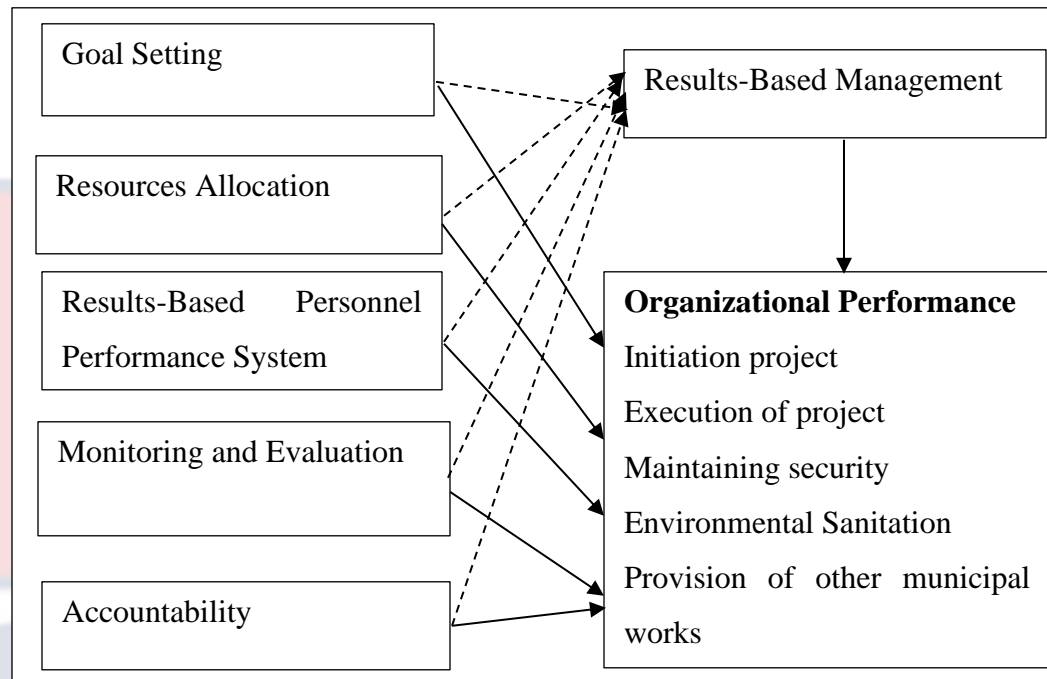 Goal Setting
Resources Allocation
Results-Based Personnel
Performance System
Monitoring and Evaluation
Accountability
Results-Based Management
Organizational Performance
Initiation project
Execution of project
Maintaining security
Environmental Sanitation
Provision of other municipal
works